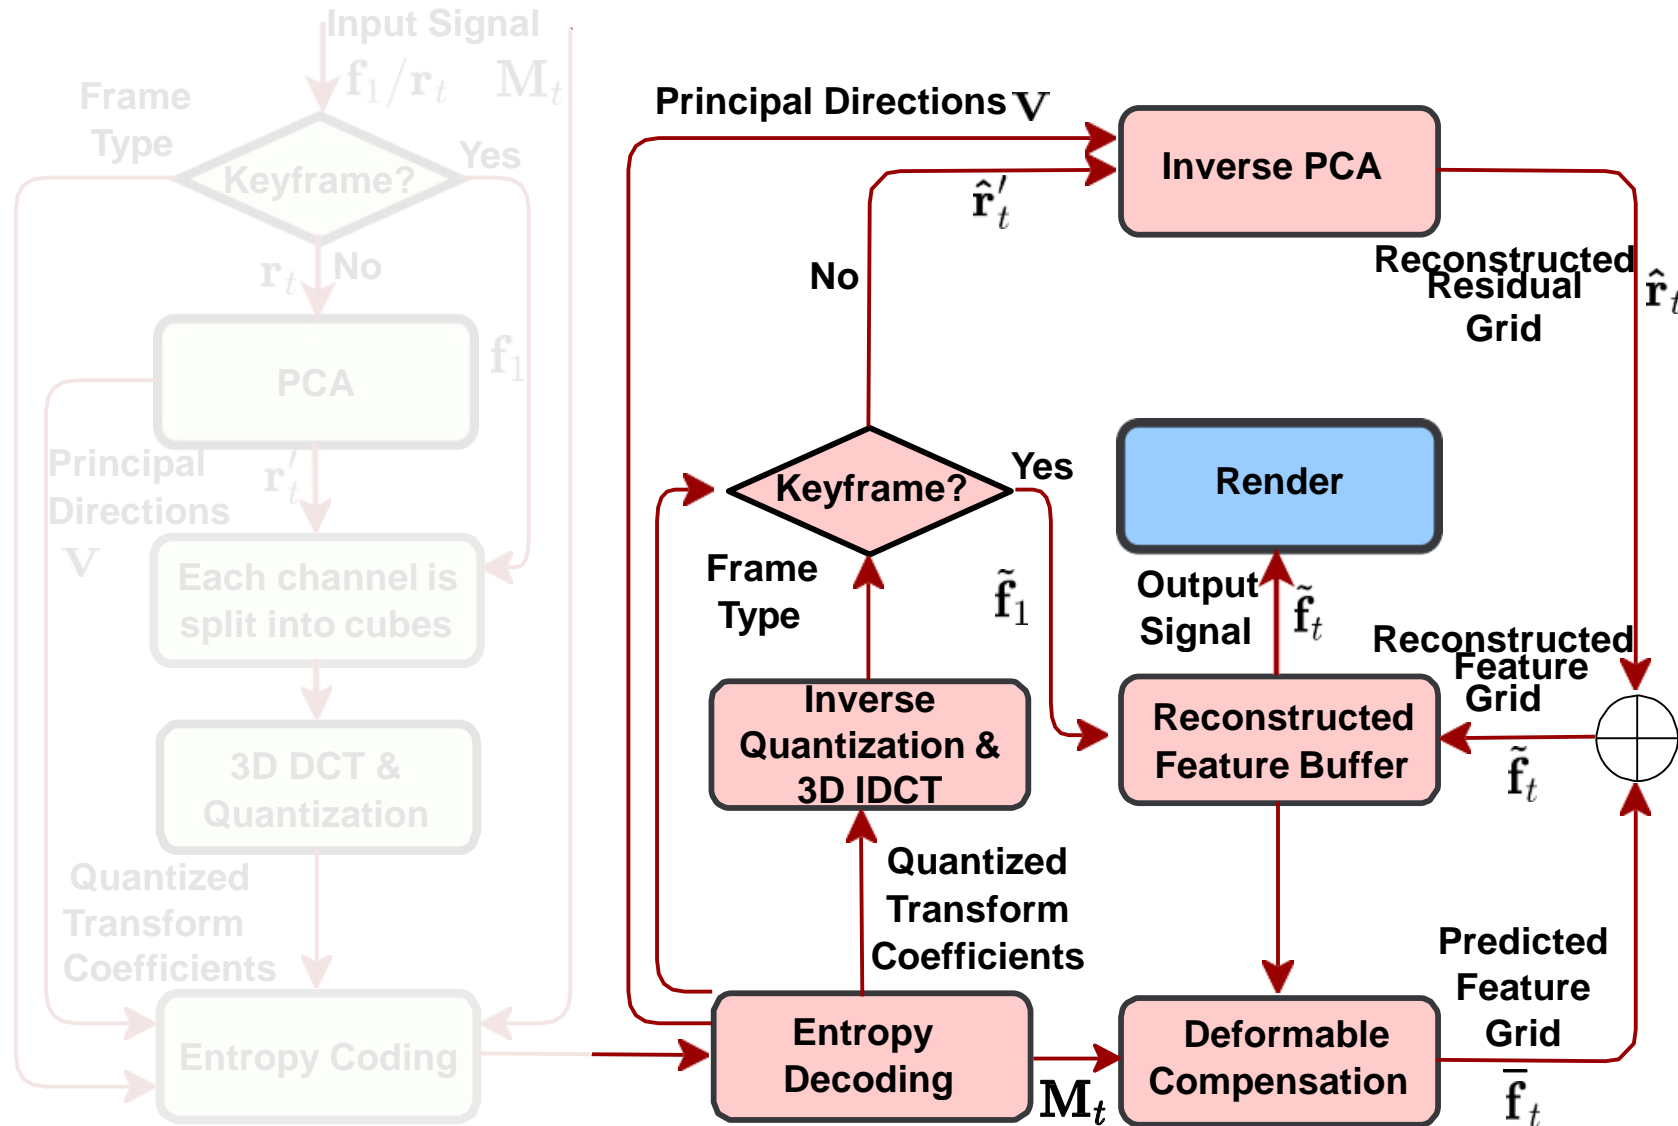 Input Signal
f₁/rₜ
Mₜ
Frame
Type
Keyframe?
Yes
rₜ
No
f₁
PCA
Principal
Directions
V
r′ₜ
Each channel is
split into cubes
3D DCT &
Quantization
Quantized
Transform
Coefficients
Entropy Coding
Principal Directions V
Inverse PCA
r̂′ₜ
No
Reconstructed
Residual
Grid
r̂ₜ
Keyframe?
Yes
Render
Frame
Type
f̃₁
Output
Signal
f̃ₜ
Reconstructed
Feature
Grid
f̃ₜ
Inverse
Quantization &
3D IDCT
Reconstructed
Feature Buffer
Quantized
Transform
Coefficients
Predicted
Feature
Grid
f̄ₜ
Entropy
Decoding
Mₜ
Deformable
Compensation